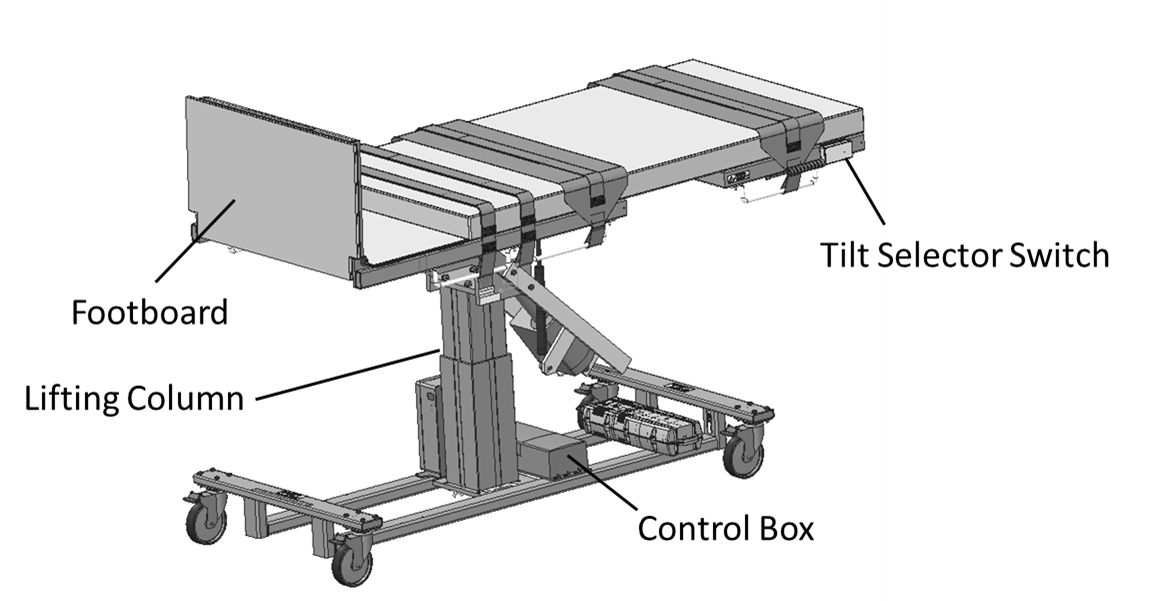 Tilt Selector Switch
Footboard
Lifting Column
Control Box